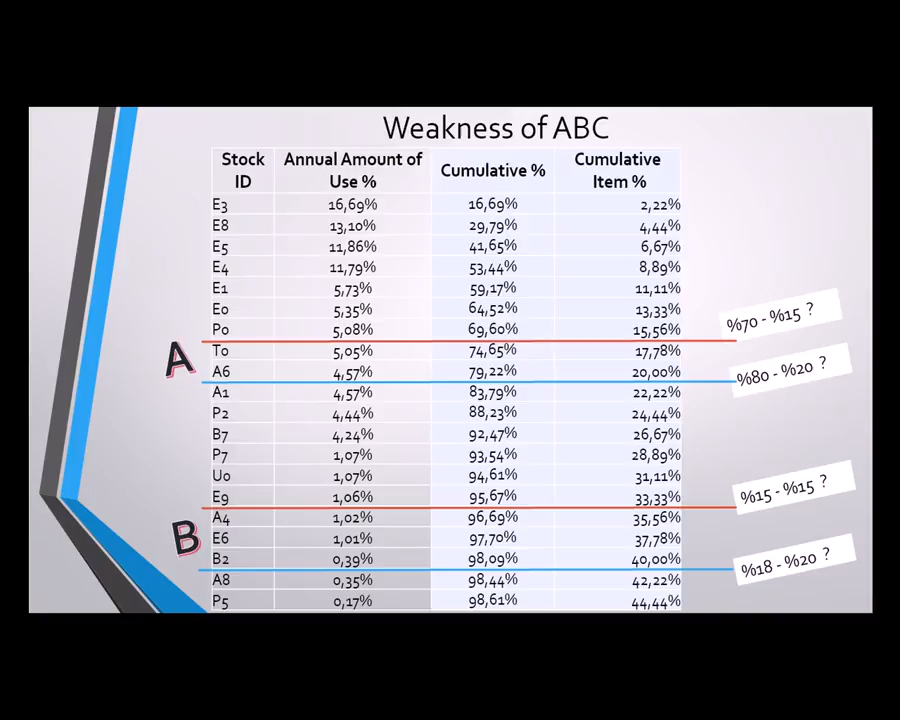 Weakness of ABC
Stock ID Annual Amount of Use % Cumulative % Cumulative Item %
E3 16,69% 16,69% 2,22%
E8 13,10% 29,79% 4,44%
E5 11,86% 41,65% 6,67%
E4 11,79% 53,44% 8,89%
E1 5,73% 59,17% 11,11%
E0 5,35% 64,52% 13,33%
P0 5,08% 69,60% 15,56%
%70 - %15 ?
A
T0 5,05% 74,65% 17,78%
A6 4,57% 79,22% 20,00%
%80 - %20 ?
A1 4,57% 83,79% 22,22%
P2 4,44% 88,23% 24,44%
B7 4,24% 92,47% 26,67%
P7 1,07% 93,54% 28,89%
U0 1,07% 94,61% 31,11%
E9 1,06% 95,67% 33,33%
%15 - %15 ?
B
A4 1,02% 96,69% 35,56%
E6 1,01% 97,70% 37,78%
B2 0,39% 98,09% 40,00%
%18 - %20 ?
A8 0,35% 98,44% 42,22%
P5 0,17% 98,61% 44,44%